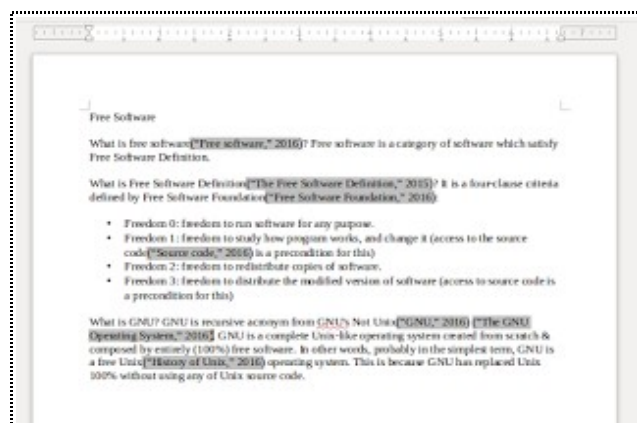 Free Software
What is free software(“Free software,” 2016)? Free software is a category of software which satisfy
Free Software Definition.
What is Free Software Definition(“The Free Software Definition,” 2015)? It is a four-clause criteria
defined by Free Software Foundation(“Free Software Foundation,” 2016):
• Freedom 0: freedom to run software for any purpose.
• Freedom 1: freedom to study how program works, and change it (access to the source
code(“Source code,” 2016) is a precondition for this)
• Freedom 2: freedom to redistribute copies of software.
• Freedom 3: freedom to distribute the modified version of software (access to source code is
a precondition for this)
What is GNU? GNU is recursive acronym from GNU's Not Unix(“GNU,” 2016) (“The GNU
Operating System,” 2016). GNU is a complete Unix-like operating system created from scratch &
composed by entirely (100%) free software. In other words, probably in the simplest term, GNU is
a free Unix(“History of Unix,” 2016) operating system. This is because GNU has replaced Unix
100% without using any of Unix source code.